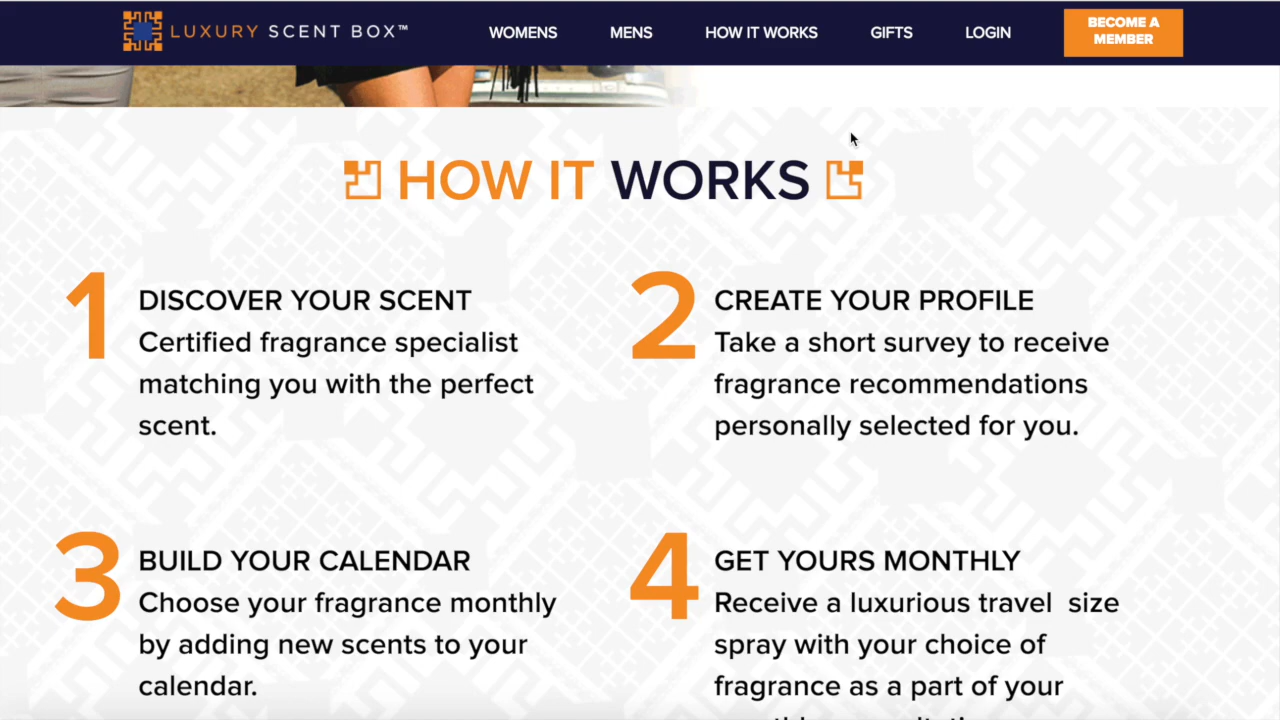 LUXURY SCENT BOX™
WOMENS
MENS
HOW IT WORKS
GIFTS
LOGIN
BECOME A
MEMBER
HOW IT WORKS
1
DISCOVER YOUR SCENT
Certified fragrance specialist
matching you with the perfect
scent.
2
CREATE YOUR PROFILE
Take a short survey to receive
fragrance recommendations
personally selected for you.
3
BUILD YOUR CALENDAR
Choose your fragrance monthly
by adding new scents to your
calendar.
4
GET YOURS MONTHLY
Receive a luxurious travel size
spray with your choice of
fragrance as a part of your